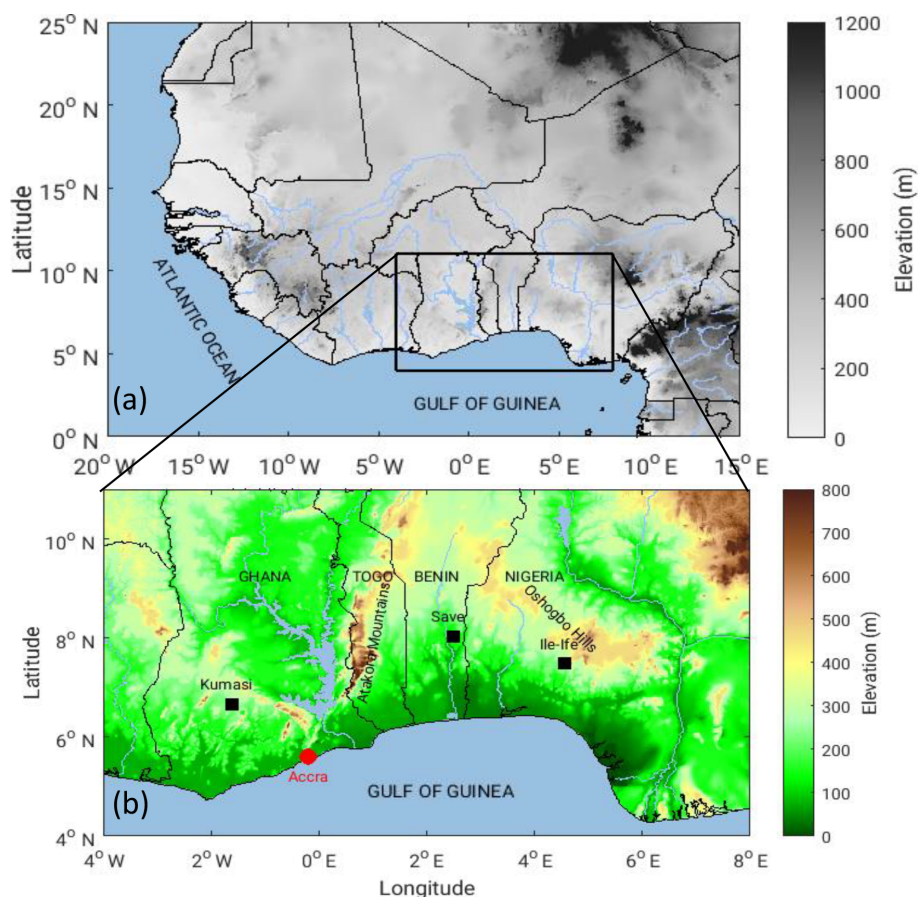 25° N
20° N
15° N
10° N
5° N
0° N
Latitude
ATLANTIC OCEAN
(a)
GULF OF GUINEA
20° W
15° W
10° W
5° W
0° E
5° E
10° E
15° E
1200
1000
800
600
400
200
0
Elevation (m)
10° N
8° N
6° N
4° N
Latitude
GHANA
TOGO
BENIN
NIGERIA
Atakora Mountains
Save
Oshogbo Hills
Ile-Ife
Kumasi
Accra
(b)
GULF OF GUINEA
4° W
2° W
0° E
2° E
4° E
6° E
8° E
Longitude
800
700
600
500
400
300
200
100
0
Elevation (m)